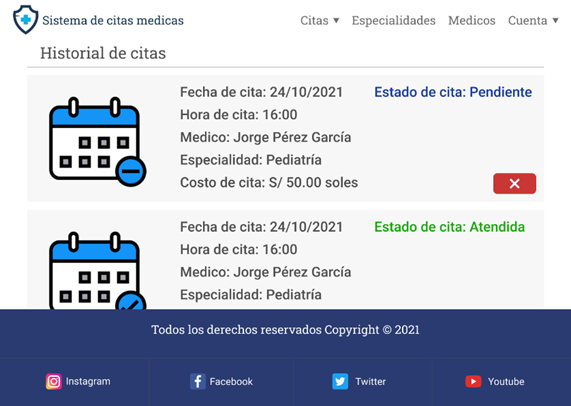 Sistema de citas medicas
Citas ▼ Especialidades Medicos Cuenta ▼
Historial de citas
Fecha de cita: 24/10/2021 Estado de cita: Pendiente
Hora de cita: 16:00
Medico: Jorge Pérez García
Especialidad: Pediatría
Costo de cita: S/ 50.00 soles
Fecha de cita: 24/10/2021 Estado de cita: Atendida
Hora de cita: 16:00
Medico: Jorge Pérez García
Especialidad: Pediatría
Todos los derechos reservados Copyright © 2021
Instagram Facebook Twitter Youtube